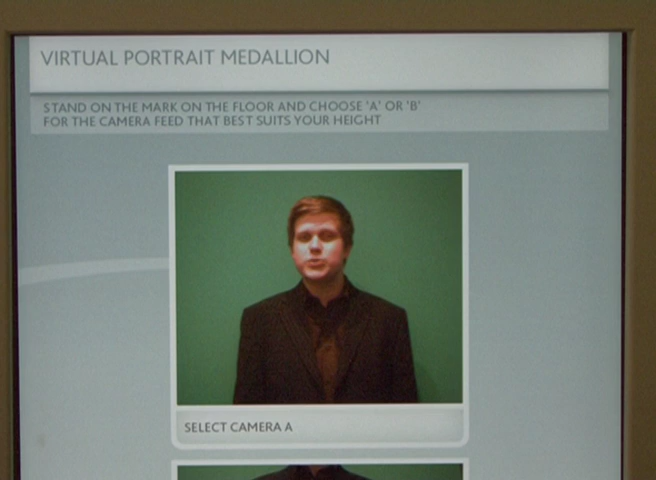 VIRTUAL PORTRAIT MEDALLION
STAND ON THE MARK ON THE FLOOR AND CHOOSE 'A' OR 'B'
FOR THE CAMERA FEED THAT BEST SUITS YOUR HEIGHT
SELECT CAMERA A